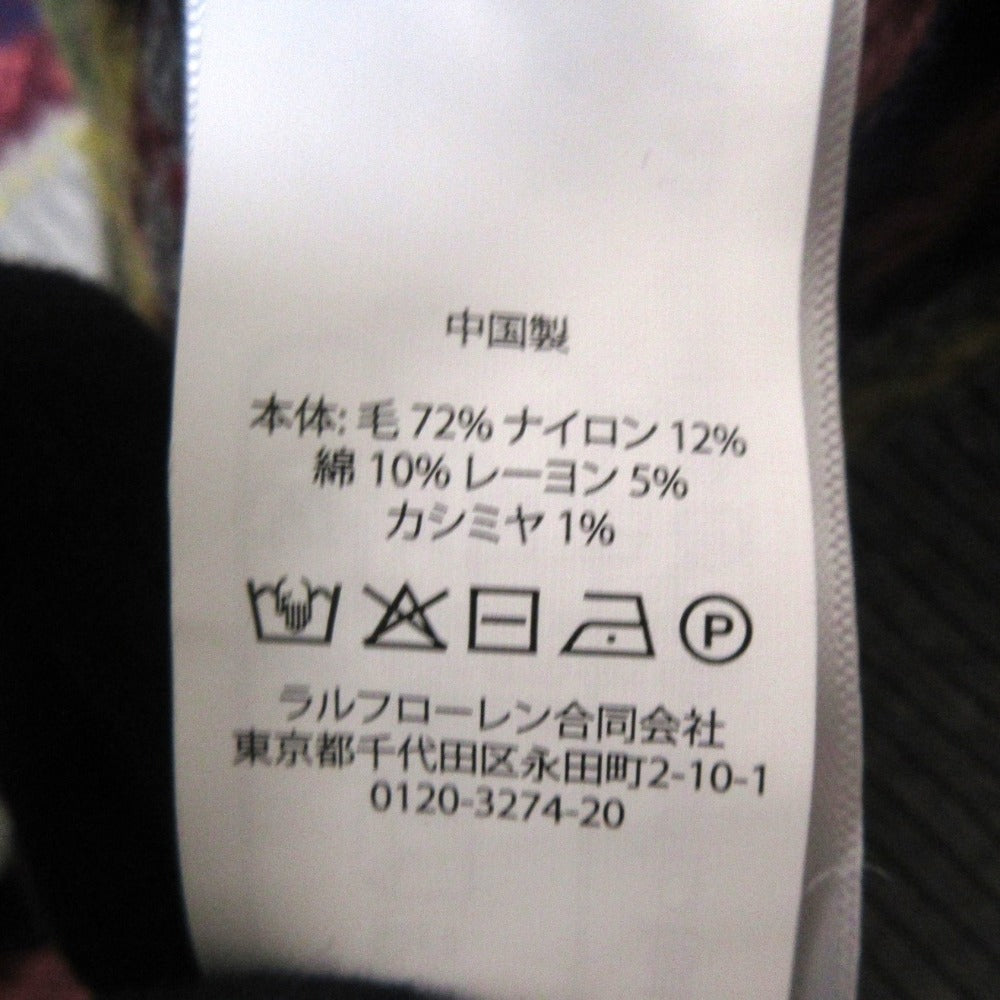 中国製
本体: 毛 72% ナイロン 12%
綿 10% レーヨン 5%
カシミヤ 1%
P
ラルフローレン合同会社
東京都千代田区永田町2-10-1
0120-3274-20